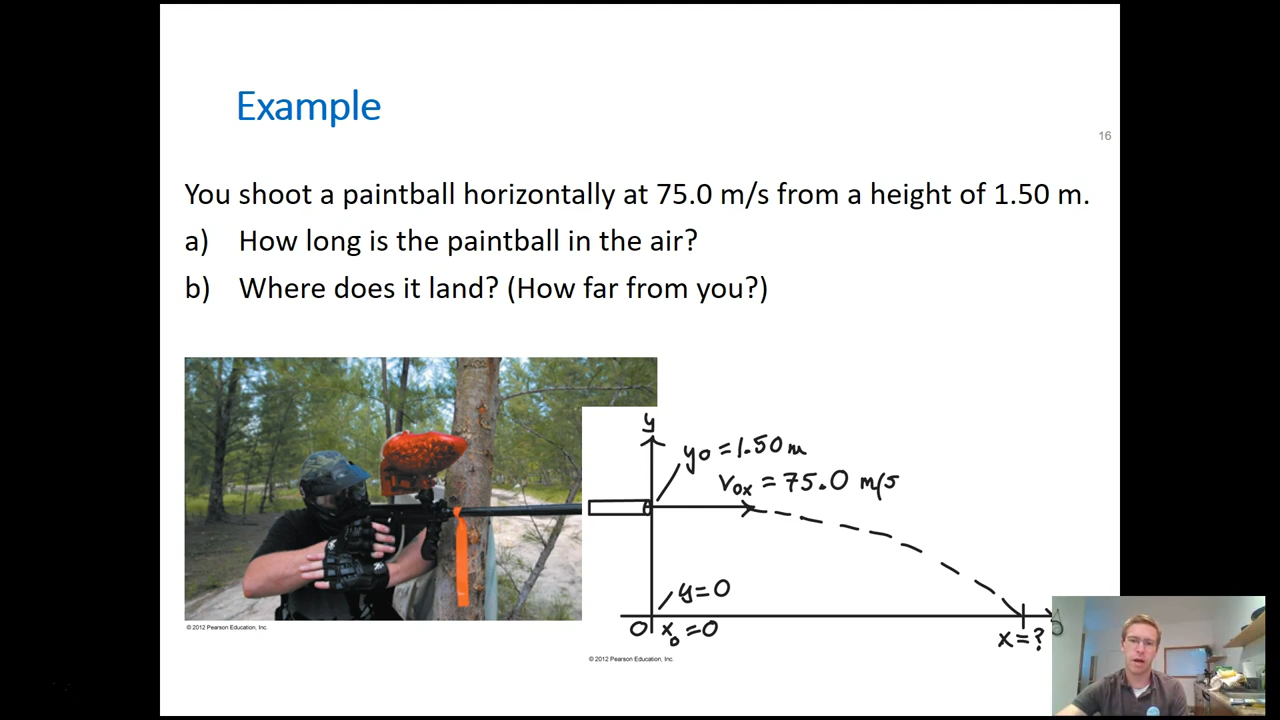 Example
16
You shoot a paintball horizontally at 75.0 m/s from a height of 1.50 m.
a) How long is the paintball in the air?
b) Where does it land? (How far from you?)
y
y0 = 1.50 m
v0x = 75.0 m/s
y=0
0 x0=0
x=?
© 2012 Pearson Education, Inc.
© 2012 Pearson Education, Inc.